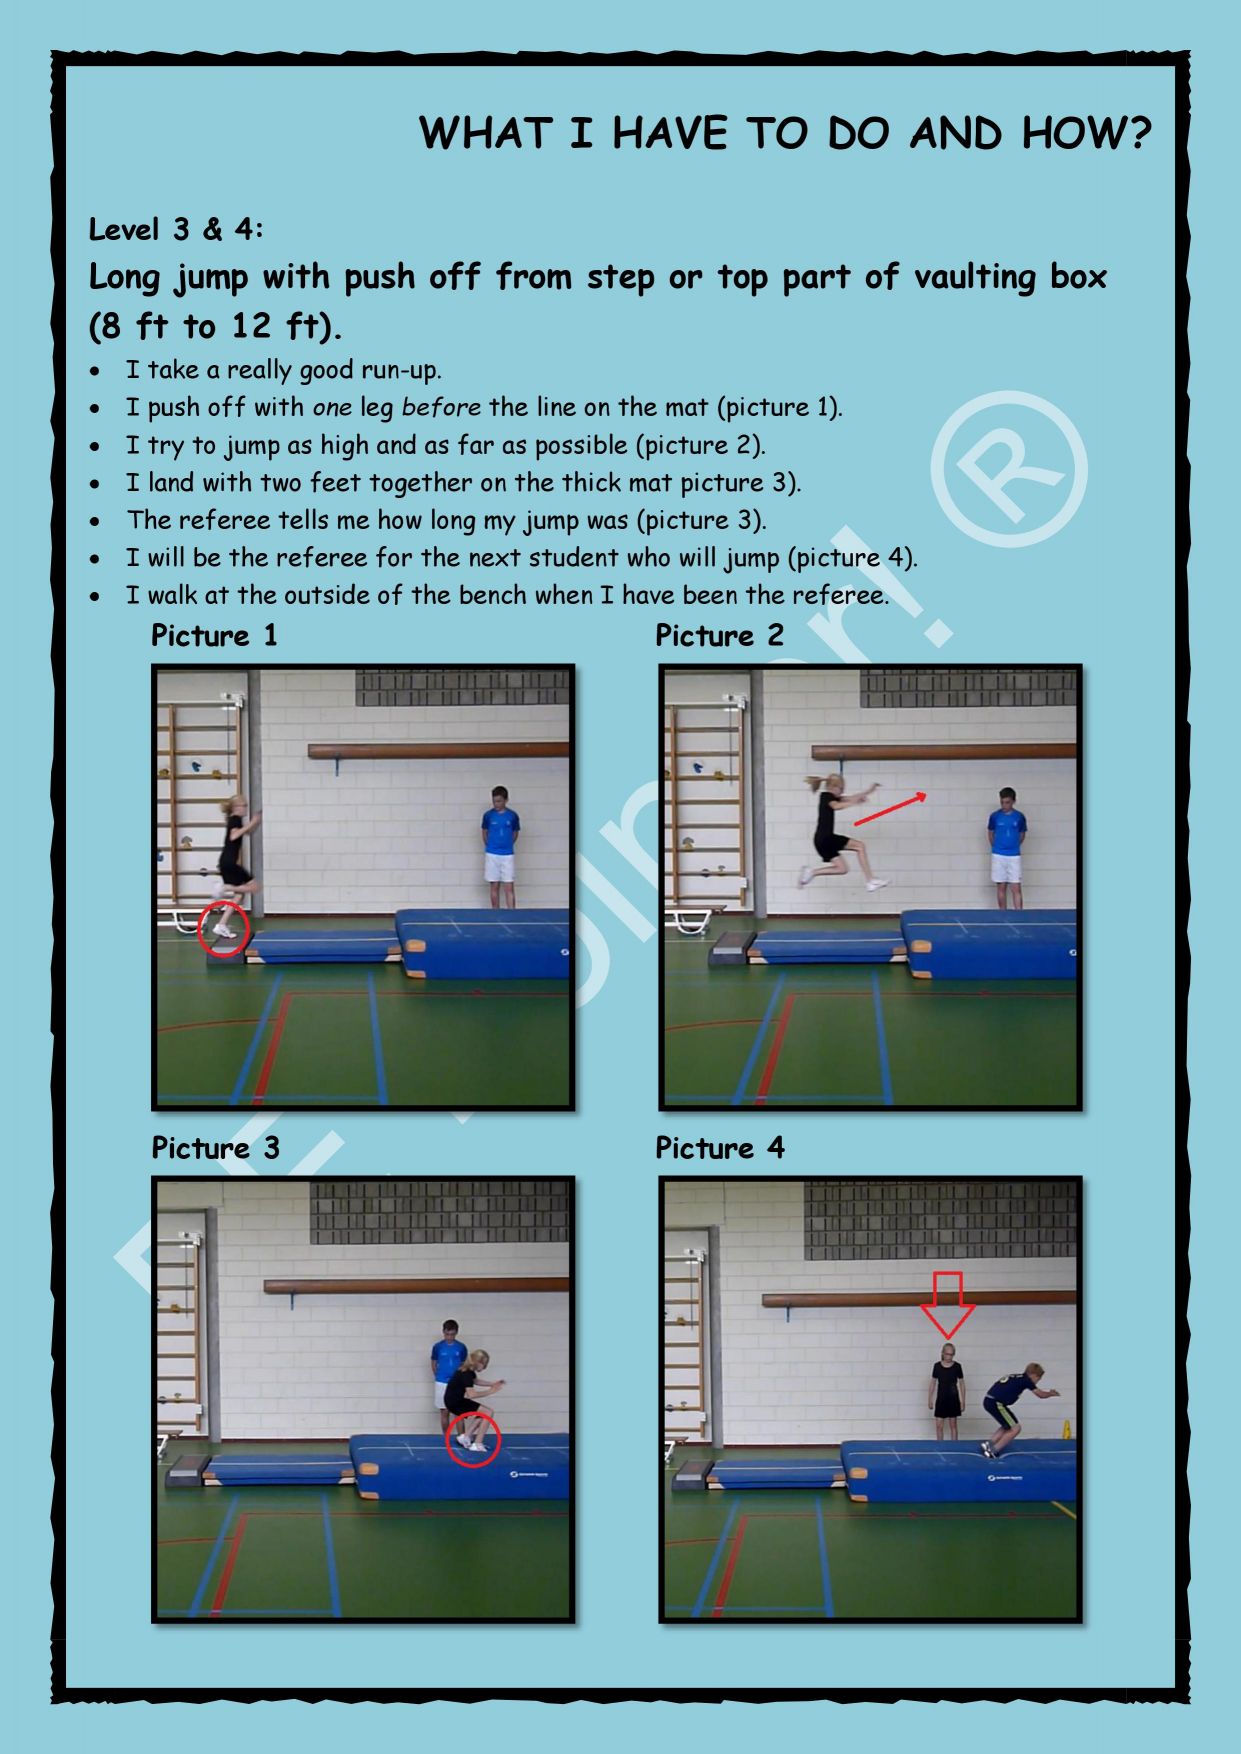 WHAT I HAVE TO DO AND HOW?
Level 3 & 4:
Long jump with push off from step or top part of vaulting box
(8 ft to 12 ft).
• I take a really good run-up.
• I push off with one leg before the line on the mat (picture 1).
• I try to jump as high and as far as possible (picture 2).
• I land with two feet together on the thick mat picture 3).
• The referee tells me how long my jump was (picture 3).
• I will be the referee for the next student who will jump (picture 4).
• I walk at the outside of the bench when I have been the referee.
Picture 1
Picture 2
Picture 3
Picture 4
®